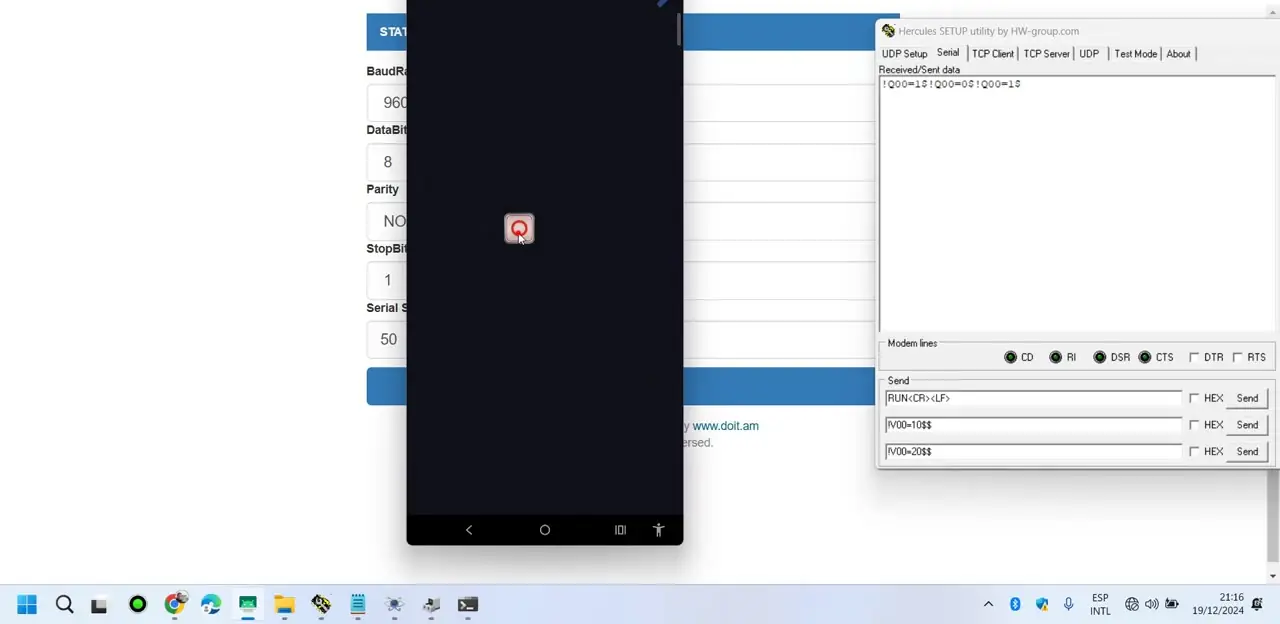 STAT
BaudRa
960
DataBit
8
Parity
NO
StopBit
1
Serial S
50
y www.doit.am
ersed.
Hercules SETUP utility by HW-group.com
UDP Setup Serial TCP Client TCP Server UDP Test Mode About
Received/Sent data
!Q00=1$!Q00=0$!Q00=1$
Modem lines
CD RI DSR CTS DTR RTS
Send
RUN<CR><LF> HEX Send
!V00=10$$ HEX Send
!V00=20$$ HEX Send
ESP
INTL
21:16
19/12/2024